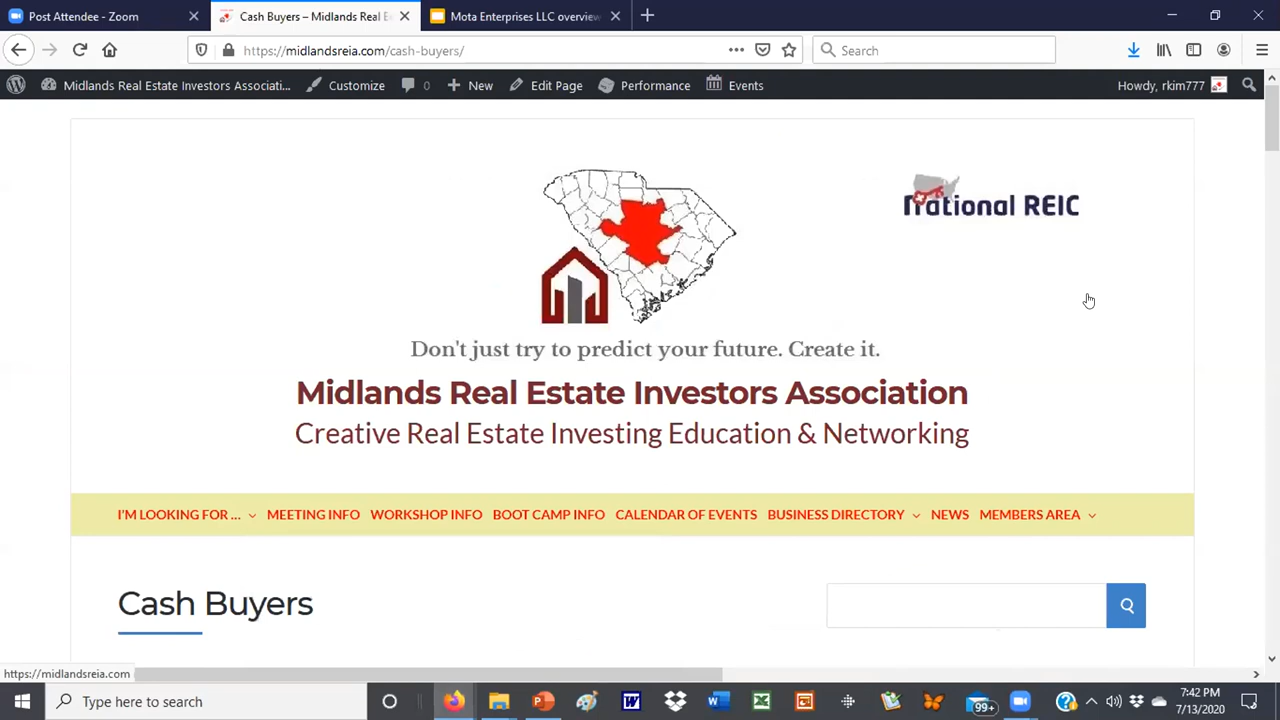 Post Attendee - Zoom
Cash Buyers – Midlands Real Es
Mota Enterprises LLC overview
https://midlandsreia.com/cash-buyers/
Search
Midlands Real Estate Investors Associati...
Customize
0
New
Edit Page
Performance
Events
Howdy, rkim777
national REIC
Don't just try to predict your future. Create it.
Midlands Real Estate Investors Association
Creative Real Estate Investing Education & Networking
I'M LOOKING FOR ... MEETING INFO WORKSHOP INFO BOOT CAMP INFO CALENDAR OF EVENTS BUSINESS DIRECTORY NEWS MEMBERS AREA
Cash Buyers
https://midlandsreia.com
Type here to search
99+
7:42 PM
7/13/2020